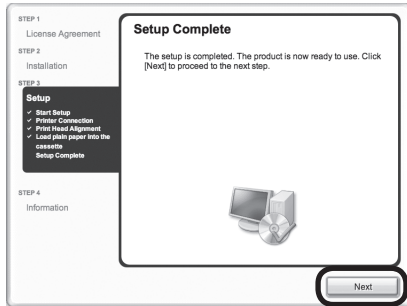 STEP 1
License Agreement
STEP 2
Installation
STEP 3
Setup
✓ Start Setup
✓ Printer Connection
✓ Print Head Alignment
✓ Load plain paper into the
cassette
Setup Complete
STEP 4
Information
Setup Complete
The setup is completed. The product is now ready to use. Click
[Next] to proceed to the next step.
Next